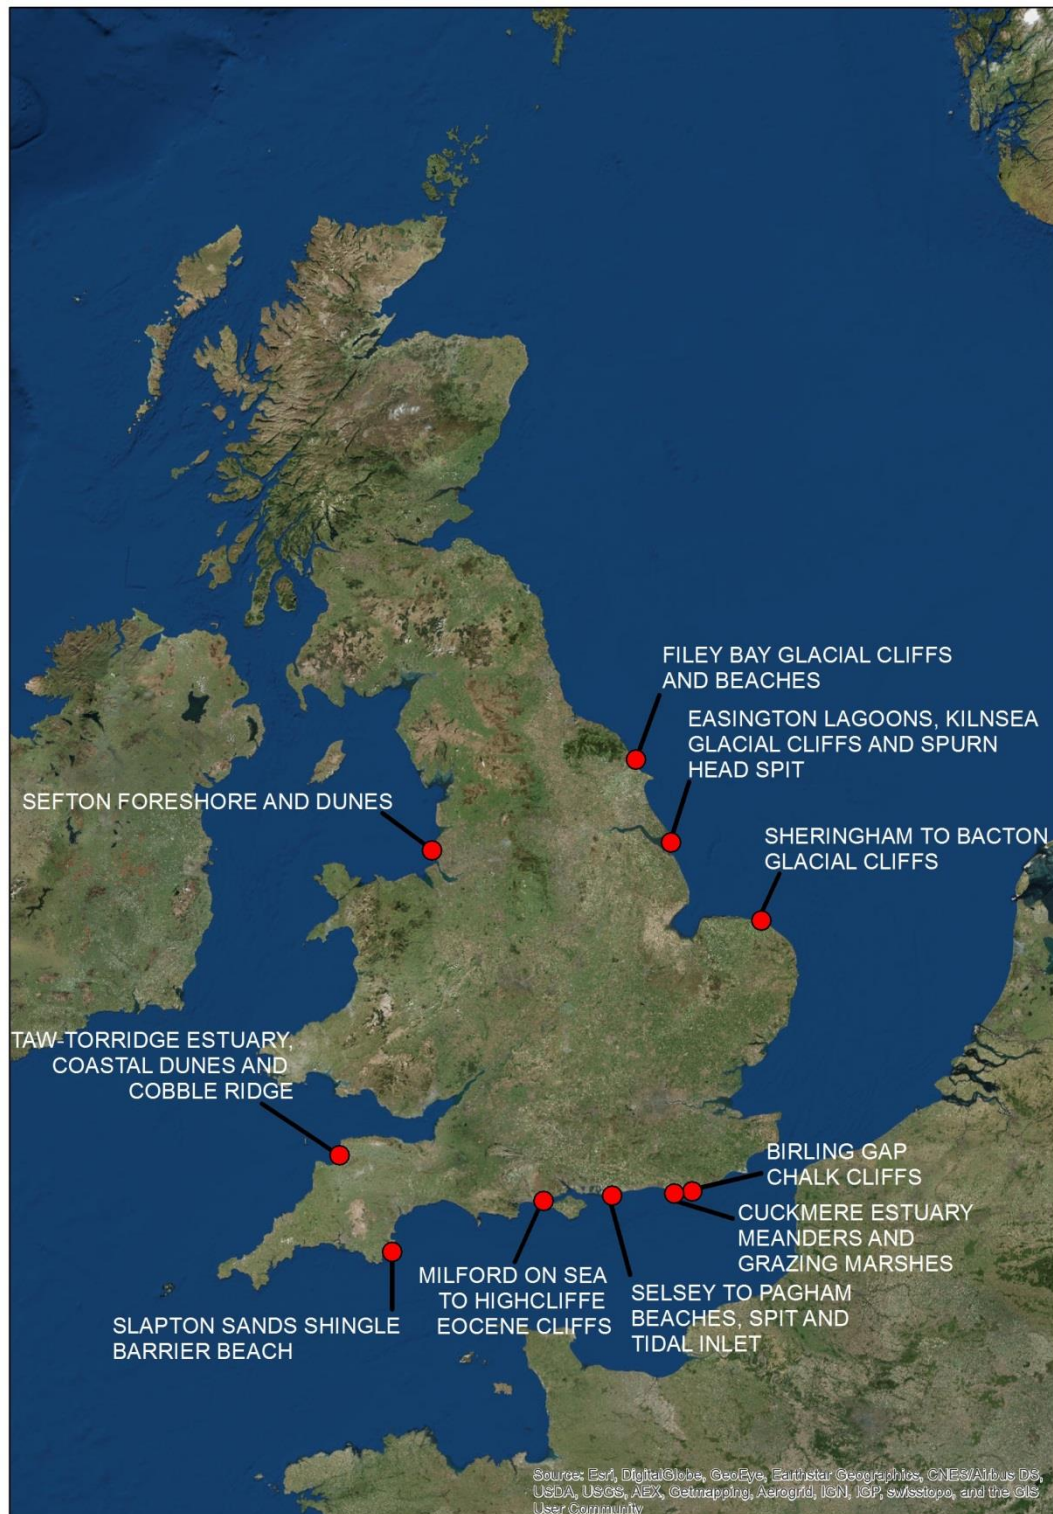 FILEY BAY GLACIAL CLIFFS
AND BEACHES
EASINGTON LAGOONS, KILNSEA
GLACIAL CLIFFS AND SPURN
HEAD SPIT
SEFTON FORESHORE AND DUNES
SHERINGHAM TO BACTON
GLACIAL CLIFFS
TAW-TORRIDGE ESTUARY,
COASTAL DUNES AND
COBBLE RIDGE
BIRLING GAP
CHALK CLIFFS
CUCKMERE ESTUARY
MEANDERS AND
GRAZING MARSHES
MILFORD ON SEA
TO HIGHCLIFFE
EOCENE CLIFFS
SELSEY TO PAGHAM
BEACHES, SPIT AND
TIDAL INLET
SLAPTON SANDS SHINGLE
BARRIER BEACH
Source: Esri, DigitalGlobe, GeoEye, Earthstar Geographics, CNES/Airbus DS,
USDA, USGS, AEX, Getmapping, Aerogrid, IGN, IGP, swisstopo, and the GIS
User Community